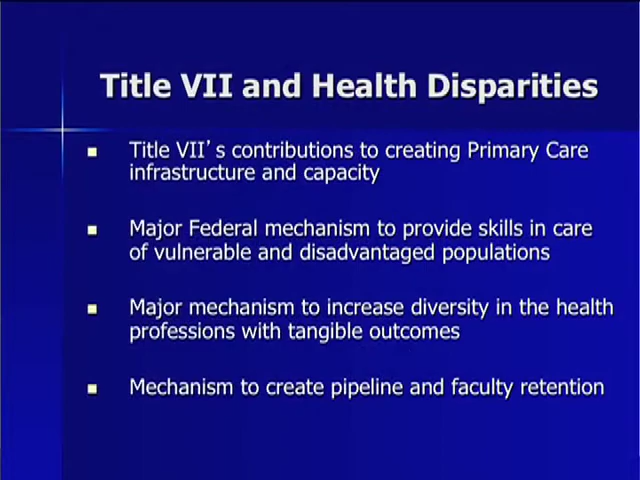 Title VII and Health Disparities
Title VII's contributions to creating Primary Care
infrastructure and capacity
Major Federal mechanism to provide skills in care
of vulnerable and disadvantaged populations
Major mechanism to increase diversity in the health
professions with tangible outcomes
Mechanism to create pipeline and faculty retention